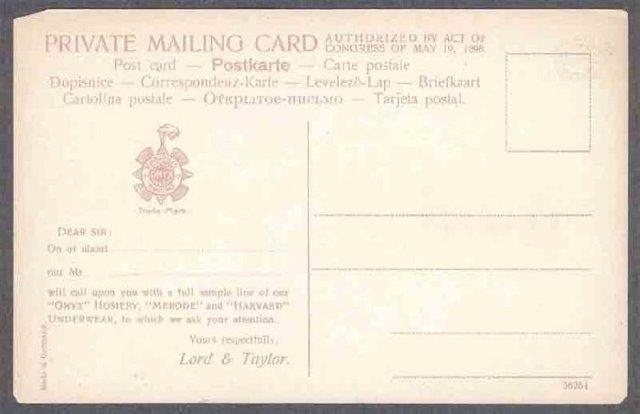 PRIVATE MAILING CARD AUTHORIZED BY ACT OF CONGRESS OF MAY 19, 1898.
Post card — Postkarte — Carte postale
Dopisnice — Correspondenz-Karte — Levelező-Lap — Briefkaart
Cartolina postale — Открытое-письмо — Tarjeta postal.
Trade Mark.
DEAR SIR:
On or about
our Mr
will call upon you with a full sample line of our
"ONYX" HOSIERY, "MERODE" and "HARVARD"
UNDERWEAR, to which we ask your attention.
Yours respectfully,
Lord & Taylor.
Made in Germany.
56264